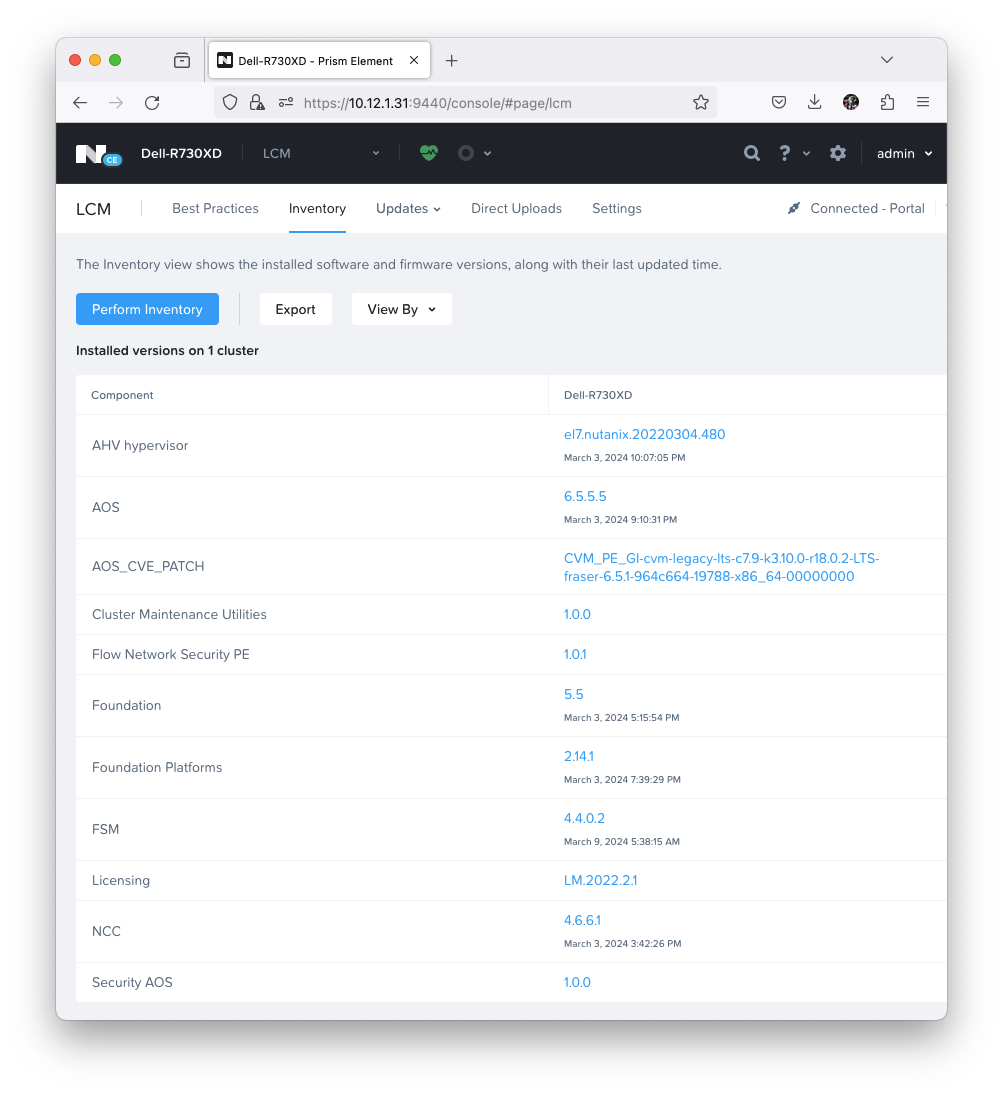 Dell-R730XD - Prism Element
https://10.12.1.31:9440/console/#page/lcm
CE Dell-R730XD LCM ? admin
LCM Best Practices Inventory Updates Direct Uploads Settings Connected - Portal
The Inventory view shows the installed software and firmware versions, along with their last updated time.
Perform Inventory Export View By
Installed versions on 1 cluster
Component Dell-R730XD
AHV hypervisor
el7.nutanix.20220304.480
March 3, 2024 10:07:05 PM
AOS
6.5.5.5
March 3, 2024 9:10:31 PM
AOS_CVE_PATCH
CVM_PE_GI-cvm-legacy-lts-c7.9-k3.10.0-r18.0.2-LTS-
fraser-6.5.1-964c664-19788-x86_64-00000000
Cluster Maintenance Utilities 1.0.0
Flow Network Security PE 1.0.1
Foundation
5.5
March 3, 2024 5:15:54 PM
Foundation Platforms
2.14.1
March 3, 2024 7:39:29 PM
FSM
4.4.0.2
March 9, 2024 5:38:15 AM
Licensing LM.2022.2.1
NCC
4.6.6.1
March 3, 2024 3:42:26 PM
Security AOS 1.0.0